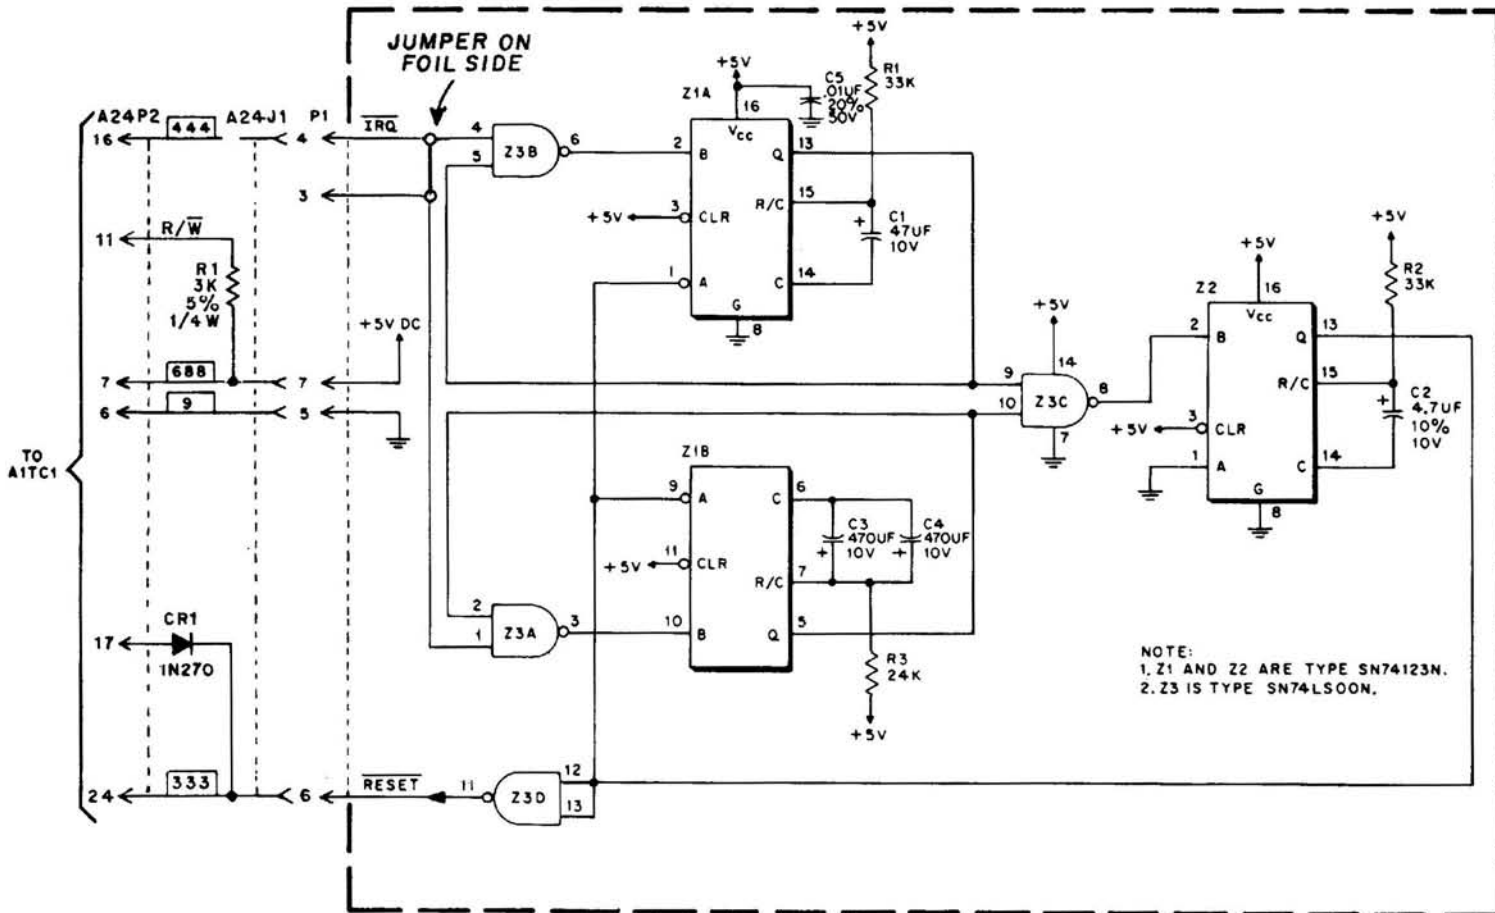 JUMPER ON
FOIL SIDE
+5V
R1
33K
+5V
C5
.01UF
20%
50V
Z1A
16
VCC
A24P2
444
A24J1
P1
16
4
IRQ
4
5
Z3B
6
2
B
Q
13
3
+5V
3
CLR
R/C
15
+
C1
47UF
10V
11
R/W
R1
3K
5%
1/4W
1
A
C
14
G
8
+5V DC
7
688
7
6
9
5
TO
A1TC1
+5V
14
9
10
Z3C
8
7
+5V
Z2
16
VCC
2
B
Q
13
+5V
R2
33K
R/C
15
+
C2
4.7UF
10%
10V
+5V
3
CLR
1
A
C
14
G
8
Z1B
9
A
C
6
C3
470UF
10V
+
C4
470UF
10V
+
+5V
11
CLR
R/C
7
2
1
Z3A
3
10
B
Q
5
R3
24K
+5V
17
CR1
1N270
NOTE:
1. Z1 AND Z2 ARE TYPE SN74123N.
2. Z3 IS TYPE SN74LSOON.
24
333
6
RESET
11
Z3D
12
13